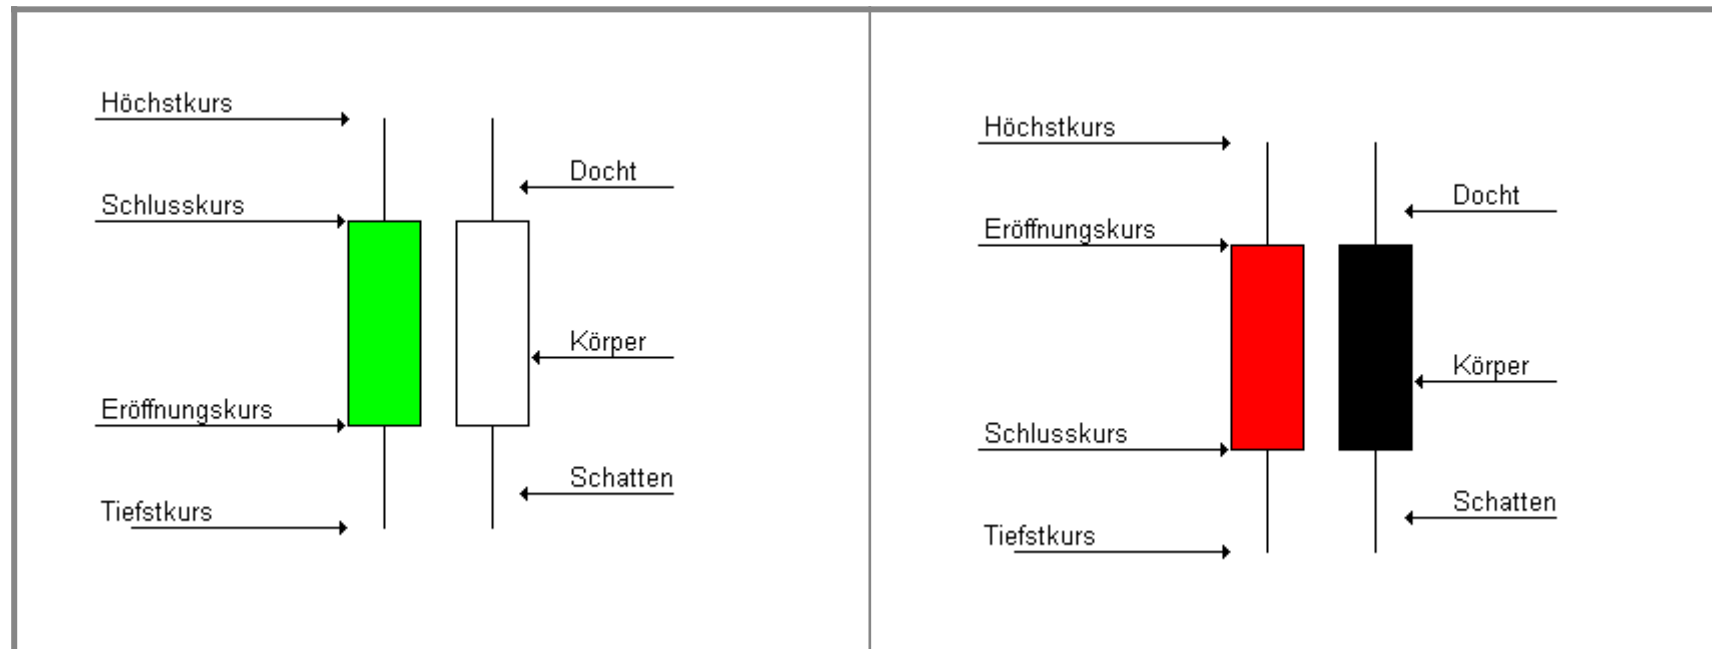 Höchstkurs
Docht
Schlusskurs
Körper
Eröffnungskurs
Schatten
Tiefstkurs
Höchstkurs
Docht
Eröffnungskurs
Körper
Schlusskurs
Schatten
Tiefstkurs